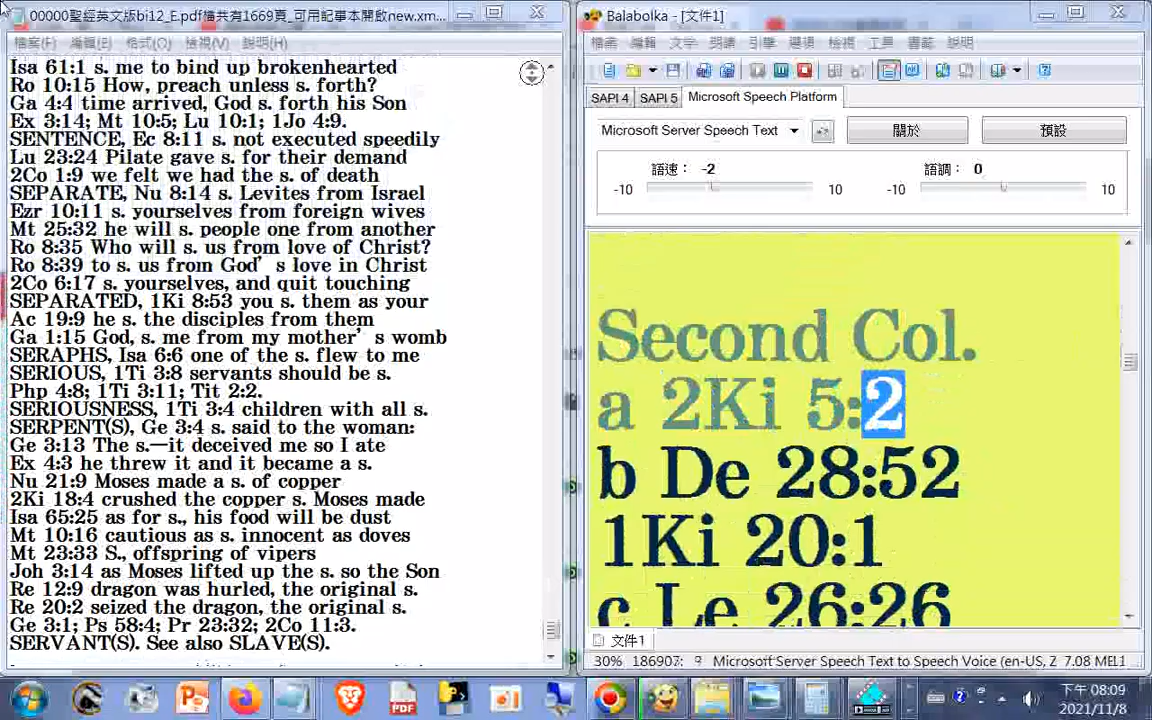 00000聖經英文版bi12_E.pdf檔共有1669頁_可用記事本開啟new.xm...
檔案(F) 編輯(E) 格式(O) 檢視(V) 說明(H)
Isa 61:1 s. me to bind up brokenhearted
Ro 10:15 How, preach unless s. forth?
Ga 4:4 time arrived, God s. forth his Son
Ex 3:14; Mt 10:5; Lu 10:1; 1Jo 4:9.
SENTENCE, Ec 8:11 s. not executed speedily
Lu 23:24 Pilate gave s. for their demand
2Co 1:9 we felt we had the s. of death
SEPARATE, Nu 8:14 s. Levites from Israel
Ezr 10:11 s. yourselves from foreign wives
Mt 25:32 he will s. people one from another
Ro 8:35 Who will s. us from love of Christ?
Ro 8:39 to s. us from God’s love in Christ
2Co 6:17 s. yourselves, and quit touching
SEPARATED, 1Ki 8:53 you s. them as your
Ac 19:9 he s. the disciples from them
Ga 1:15 God, s. me from my mother’s womb
SERAPHS, Isa 6:6 one of the s. flew to me
SERIOUS, 1Ti 3:8 servants should be s.
Php 4:8; 1Ti 3:11; Tit 2:2.
SERIOUSNESS, 1Ti 3:4 children with all s.
SERPENT(S), Ge 3:4 s. said to the woman:
Ge 3:13 The s.—it deceived me so I ate
Ex 4:3 he threw it and it became a s.
Nu 21:9 Moses made a s. of copper
2Ki 18:4 crushed the copper s. Moses made
Isa 65:25 as for s., his food will be dust
Mt 10:16 cautious as s. innocent as doves
Mt 23:33 S., offspring of vipers
Joh 3:14 as Moses lifted up the s. so the Son
Re 12:9 dragon was hurled, the original s.
Re 20:2 seized the dragon, the original s.
Ge 3:1; Ps 58:4; Pr 23:32; 2Co 11:3.
SERVANT(S). See also SLAVE(S).
Balabolka - [文件1]
檔案 編輯 文字 朗讀 引擎 選項 檢視 工具 書籤 說明
SAPI 4 SAPI 5 Microsoft Speech Platform
Microsoft Server Speech Text 關於 預設
語速： -2 語調： 0
-10 10 -10 10
Second Col.
a 2Ki 5:2
b De 28:52
1Ki 20:1
c Le 26:26
文件1
Microsoft Server Speech Text to Speech Voice (en-US, Z
30%
下午 08:09
2021/11/8